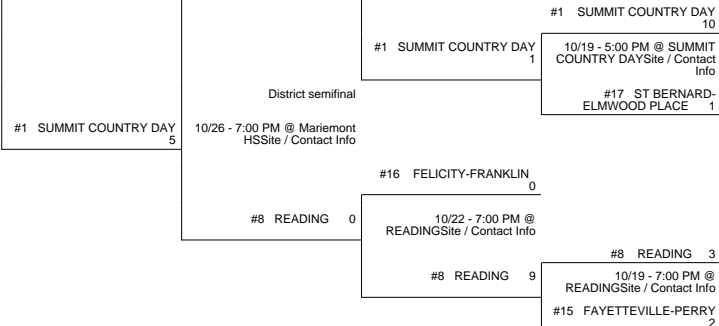 #1 SUMMIT COUNTRY DAY
10
#1 SUMMIT COUNTRY DAY
1
10/19 - 5:00 PM @ SUMMIT
COUNTRY DAYSite / Contact
Info
District semifinal
#17 ST BERNARD-
ELMWOOD PLACE 1
#1 SUMMIT COUNTRY DAY
5
10/26 - 7:00 PM @ Mariemont
HSSite / Contact Info
#16 FELICITY-FRANKLIN
0
#8 READING 0
10/22 - 7:00 PM @
READINGSite / Contact Info
#8 READING 3
#8 READING 9
10/19 - 7:00 PM @
READINGSite / Contact Info
#15 FAYETTEVILLE-PERRY
2